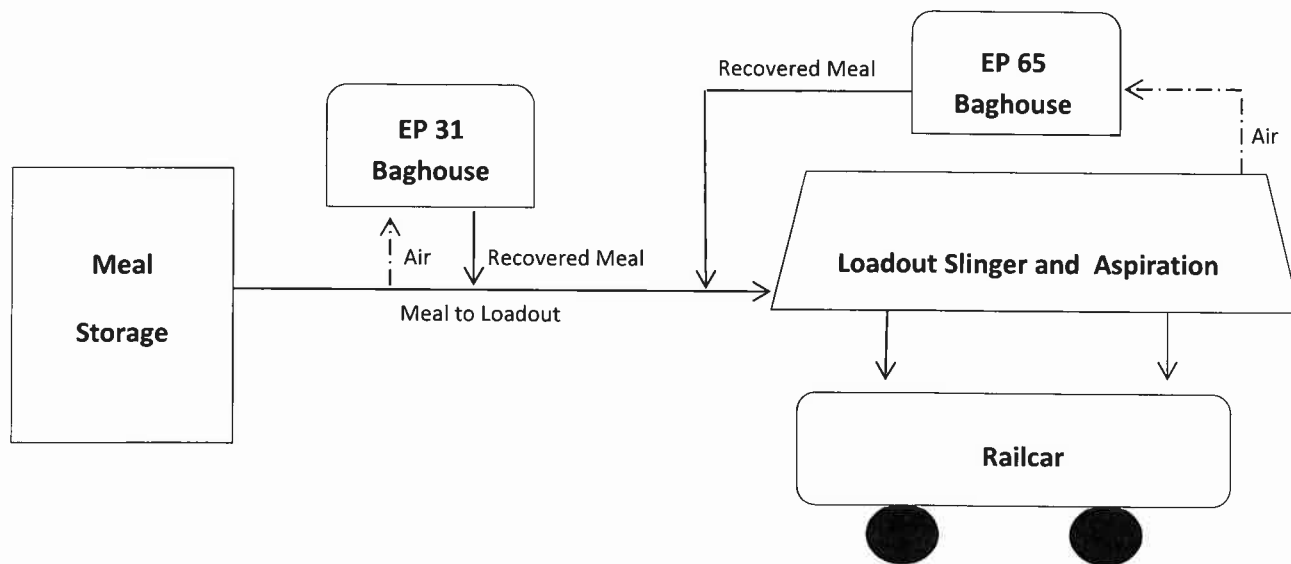 Recovered Meal
EP 65
Baghouse
EP 31
Baghouse
Air
Meal
Storage
Air
Recovered Meal
Loadout Slinger and Aspiration
Meal to Loadout
Railcar